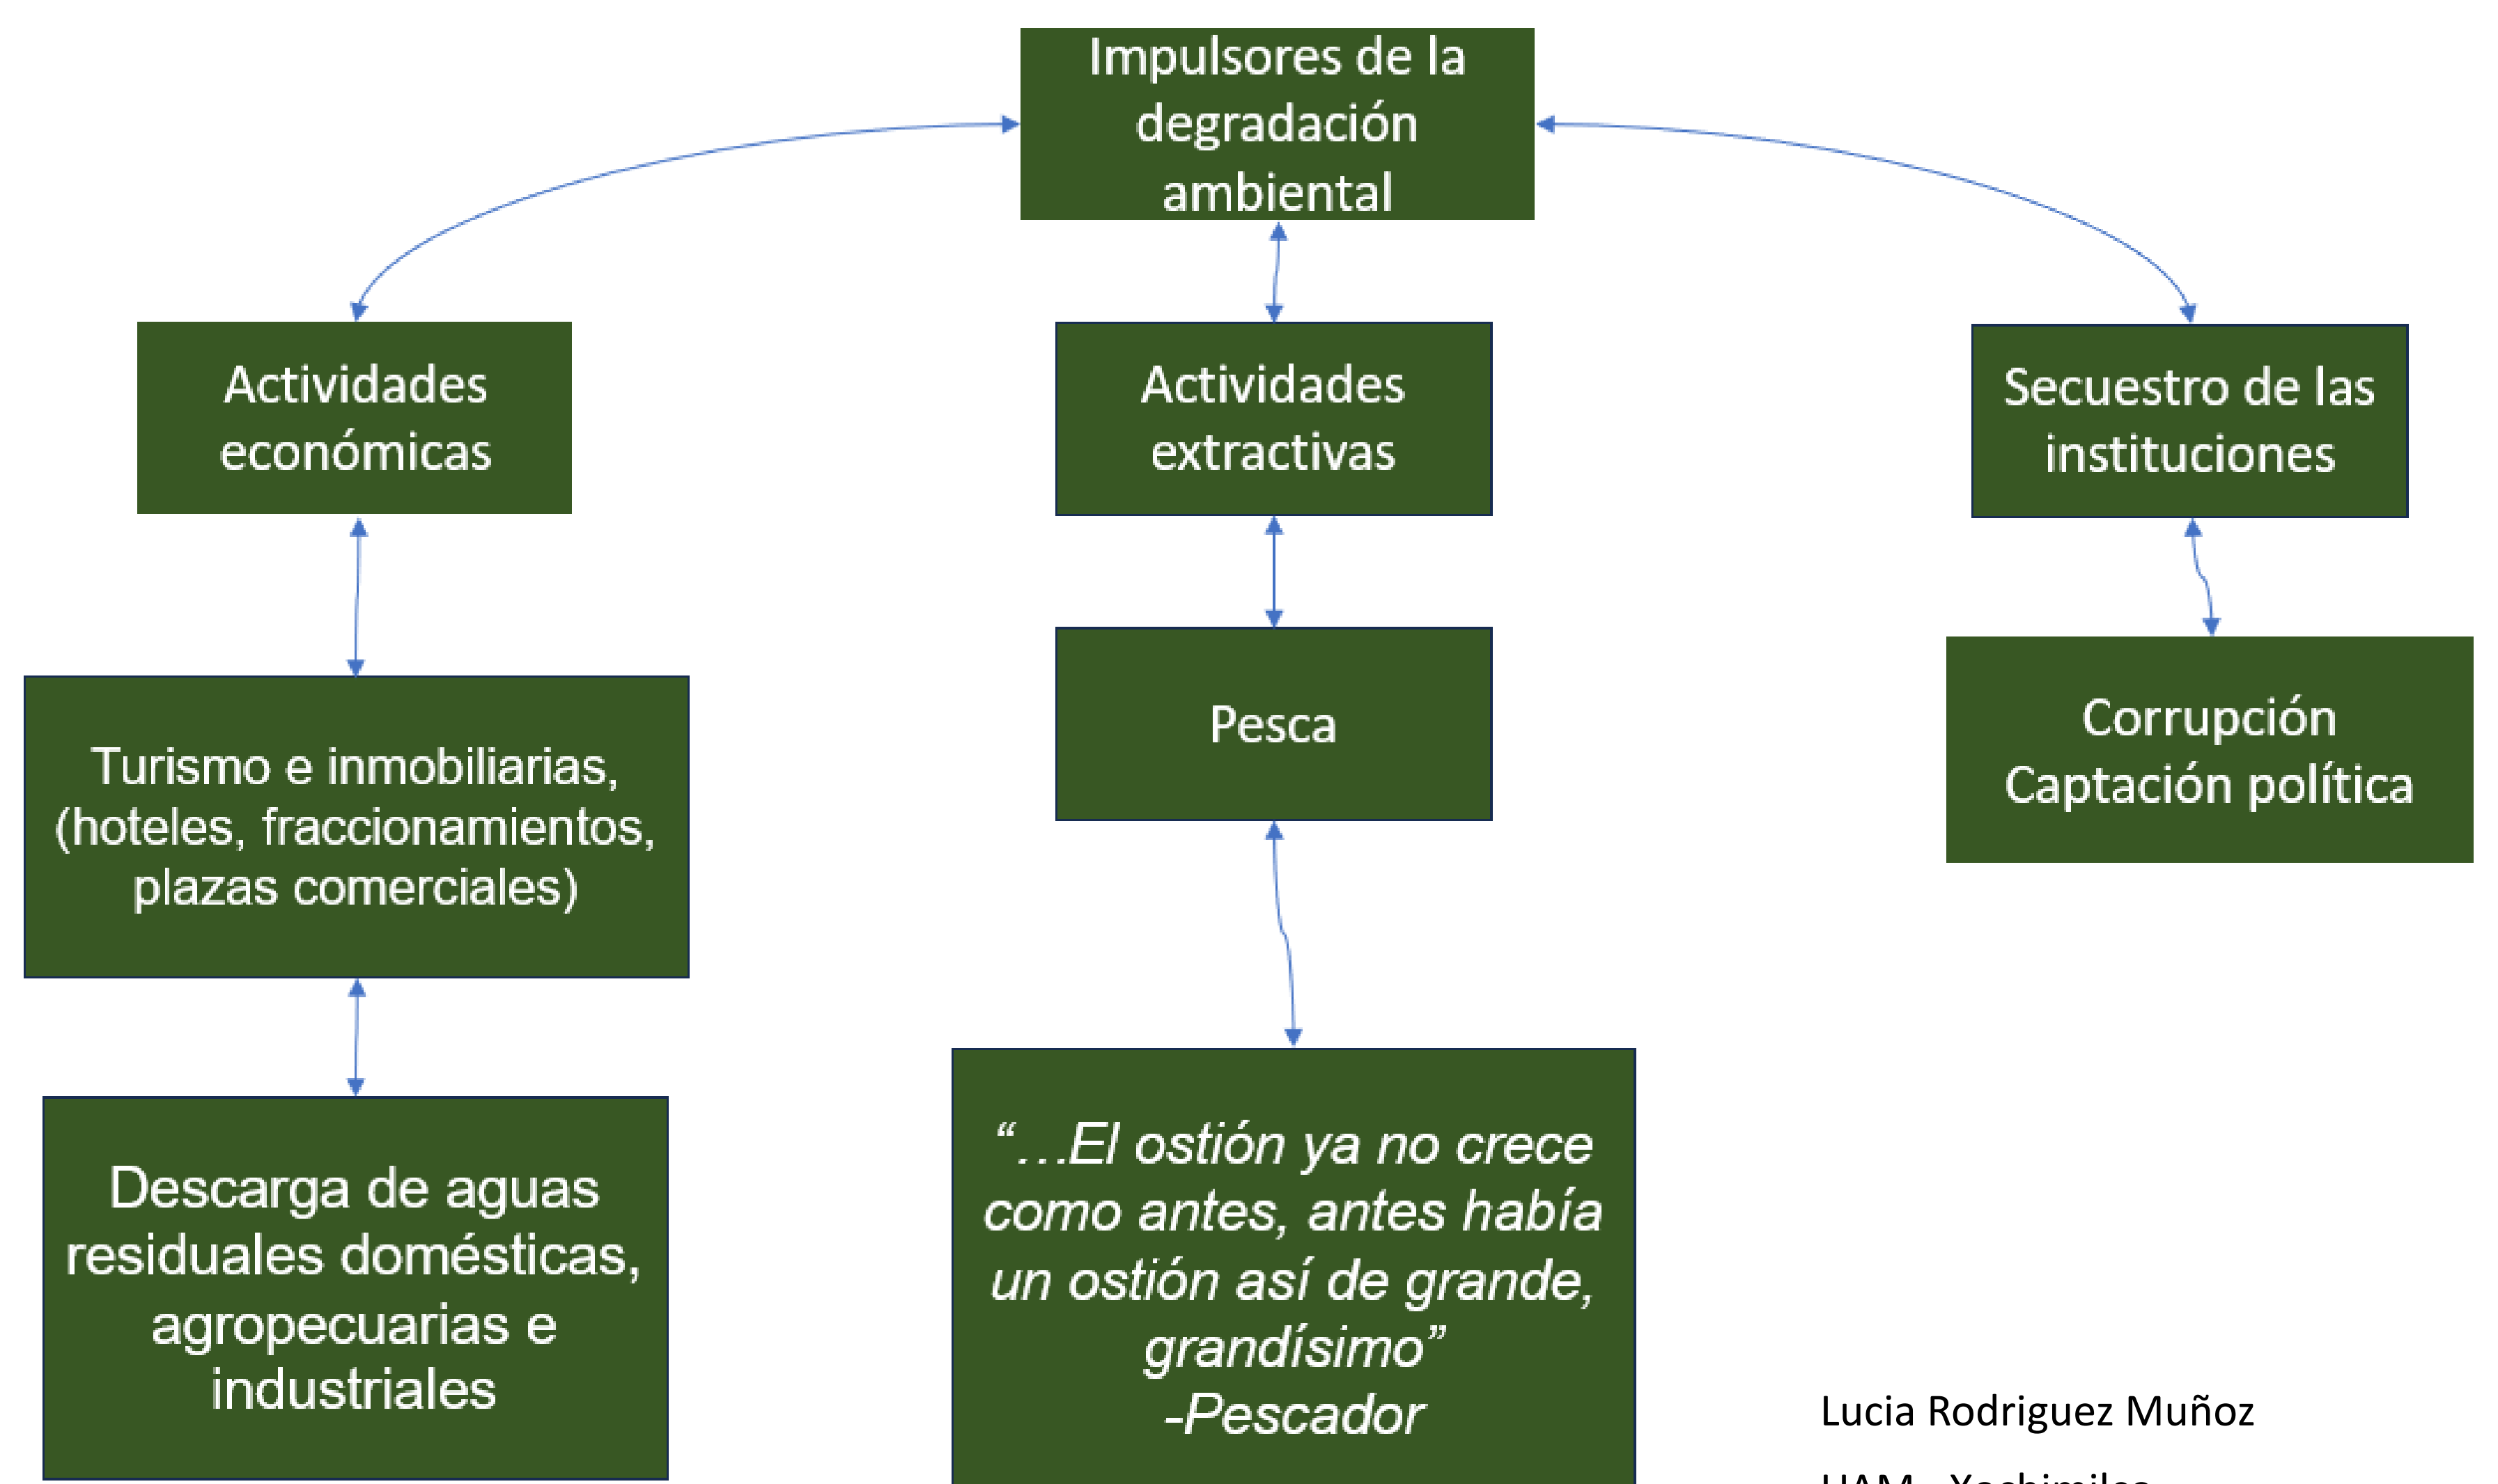 Impulsores de la
degradación
ambiental
Actividades
económicas
Actividades
extractivas
Secuestro de las
instituciones
Turismo e inmobiliarias,
(hoteles, fraccionamientos,
plazas comerciales)
Pesca
Corrupción
Captación política
Descarga de aguas
residuales domésticas,
agropecuarias e
industriales
“…El ostión ya no crece
como antes, antes había
un ostión así de grande,
grandísimo”
-Pescador
Lucia Rodriguez Muñoz